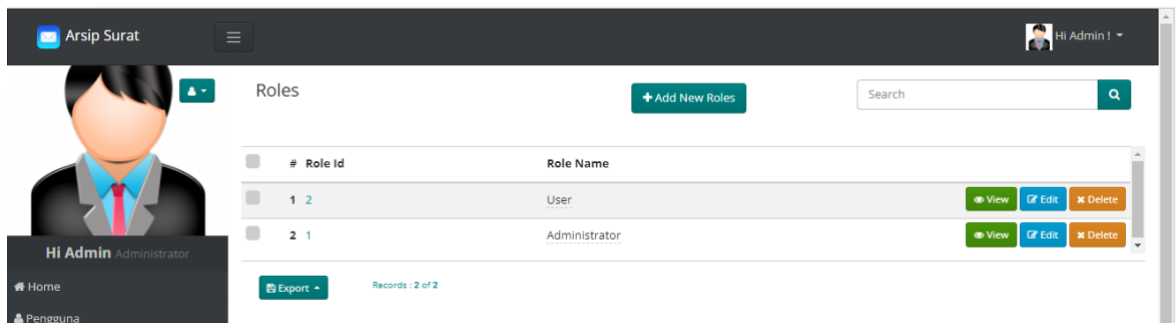 Arsip Surat
Hi Admin !
Roles
Add New Roles
Search
# Role Id Role Name
1 2 User View Edit Delete
2 1 Administrator View Edit Delete
Hi Admin Administrator
Home
Export Records : 2 of 2
Pengguna